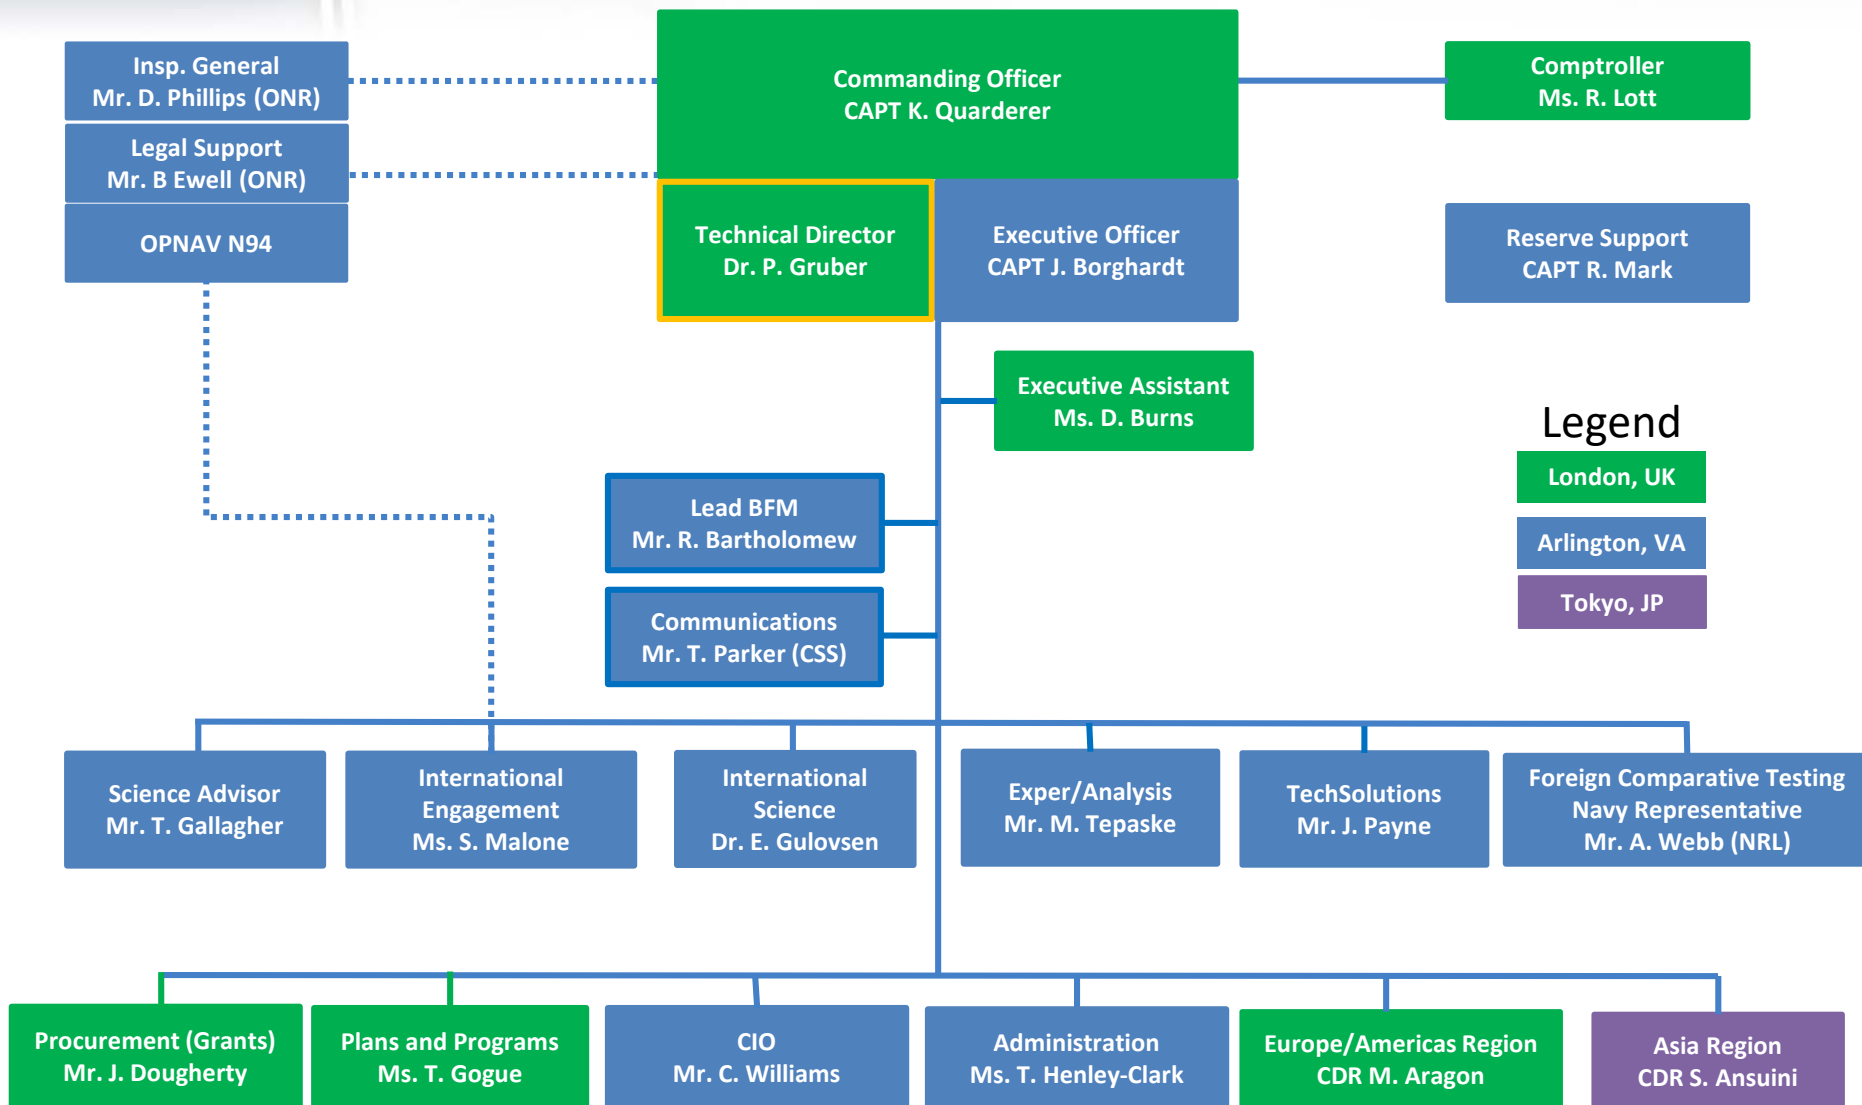 Insp. General
Mr. D. Phillips (ONR)
Legal Support
Mr. B Ewell (ONR)
OPNAV N94
Commanding Officer
CAPT K. Quarderer
Technical Director
Dr. P. Gruber
Executive Officer
CAPT J. Borghardt
Comptroller
Ms. R. Lott
Reserve Support
CAPT R. Mark
Executive Assistant
Ms. D. Burns
Lead BFM
Mr. R. Bartholomew
Communications
Mr. T. Parker (CSS)
Legend
London, UK
Arlington, VA
Tokyo, JP
Science Advisor
Mr. T. Gallagher
International
Engagement
Ms. S. Malone
International
Science
Dr. E. Gulovsen
Exper/Analysis
Mr. M. Tepaske
TechSolutions
Mr. J. Payne
Foreign Comparative Testing
Navy Representative
Mr. A. Webb (NRL)
Procurement (Grants)
Mr. J. Dougherty
Plans and Programs
Ms. T. Gogue
CIO
Mr. C. Williams
Administration
Ms. T. Henley-Clark
Europe/Americas Region
CDR M. Aragon
Asia Region
CDR S. Ansuini